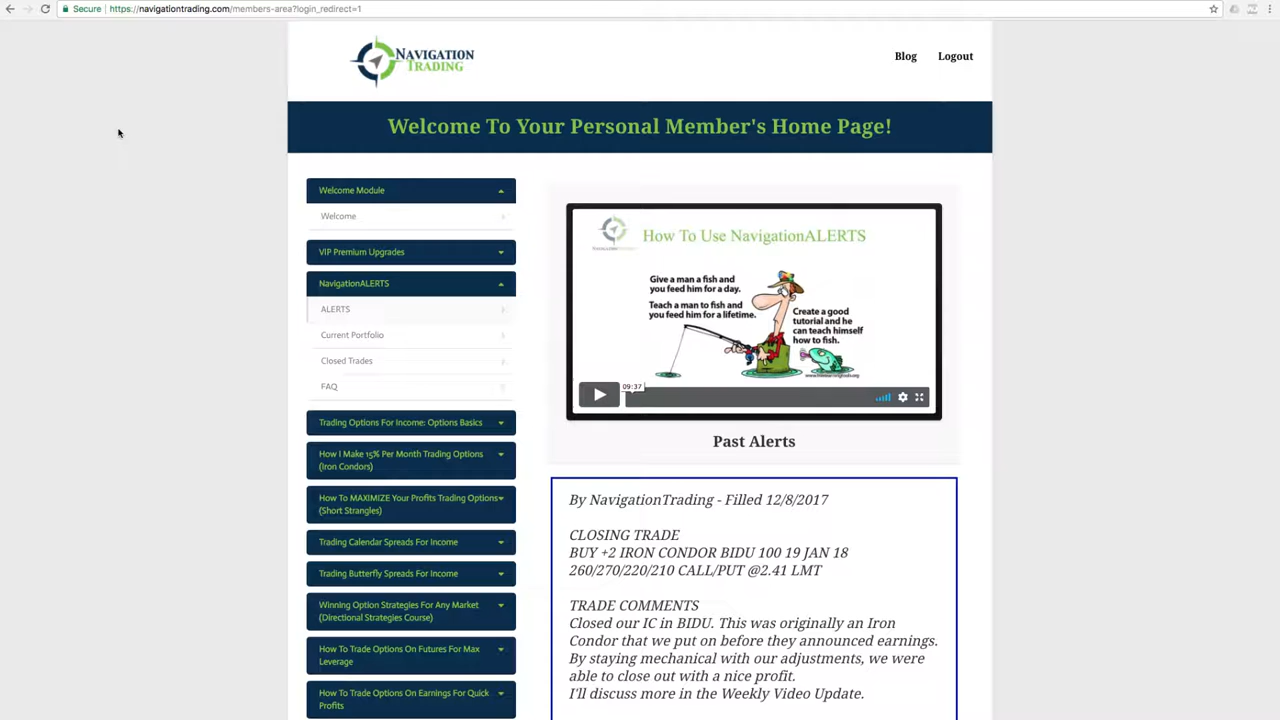 Secure
https://navigationtrading.com/members-area?login_redirect=1
NAVIGATION
TRADING
Blog
Logout
Welcome To Your Personal Member's Home Page!
Welcome Module
Welcome
VIP Premium Upgrades
NavigationALERTS
ALERTS
Current Portfolio
Closed Trades
FAQ
Trading Options For Income: Options Basics
How I Make 15% Per Month Trading Options
(Iron Condors)
How To MAXIMIZE Your Profits Trading Options
(Short Strangles)
Trading Calendar Spreads For Income
Trading Butterfly Spreads For Income
Winning Option Strategies For Any Market
(Directional Strategies Course)
How To Trade Options On Futures For Max
Leverage
How To Trade Options On Earnings For Quick
Profits
How To Use NavigationALERTS
Give a man a fish and
you feed him for a day.
Teach a man to fish and
you feed him for a lifetime.
Create a good
tutorial and he
can teach himself
how to fish.
09:37
Past Alerts
By NavigationTrading - Filled 12/8/2017
CLOSING TRADE
BUY +2 IRON CONDOR BIDU 100 19 JAN 18
260/270/220/210 CALL/PUT @2.41 LMT
TRADE COMMENTS
Closed our IC in BIDU. This was originally an Iron
Condor that we put on before they announced earnings.
By staying mechanical with our adjustments, we were
able to close out with a nice profit.
I'll discuss more in the Weekly Video Update.